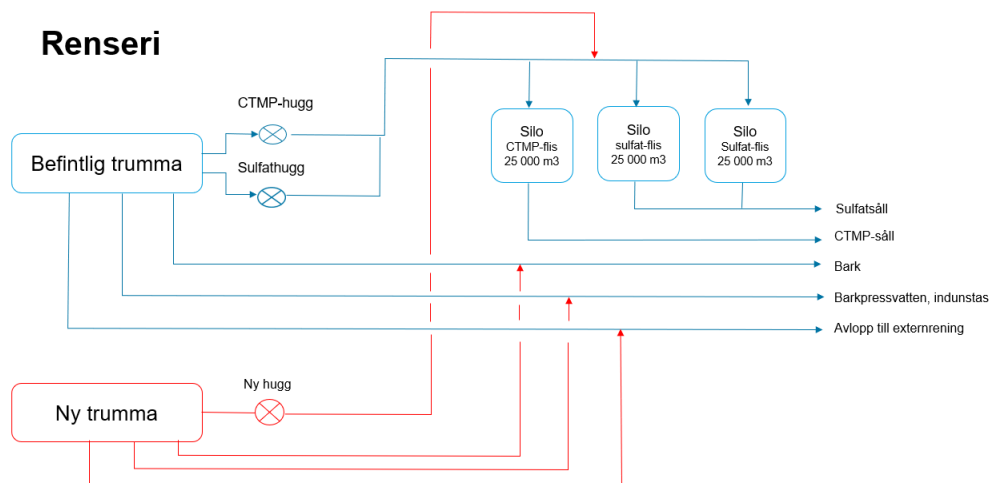 Renseri
CTMP-hugg
Sulfathugg
Befintlig trumma
Silo
CTMP-flis
25 000 m3
Silo
sulfat-flis
25 000 m3
Silo
Sulfat-flis
25 000 m3
Sulfatsåll
CTMP-såll
Bark
Barkpressvatten, indunstas
Avlopp till externrening
Ny hugg
Ny trumma